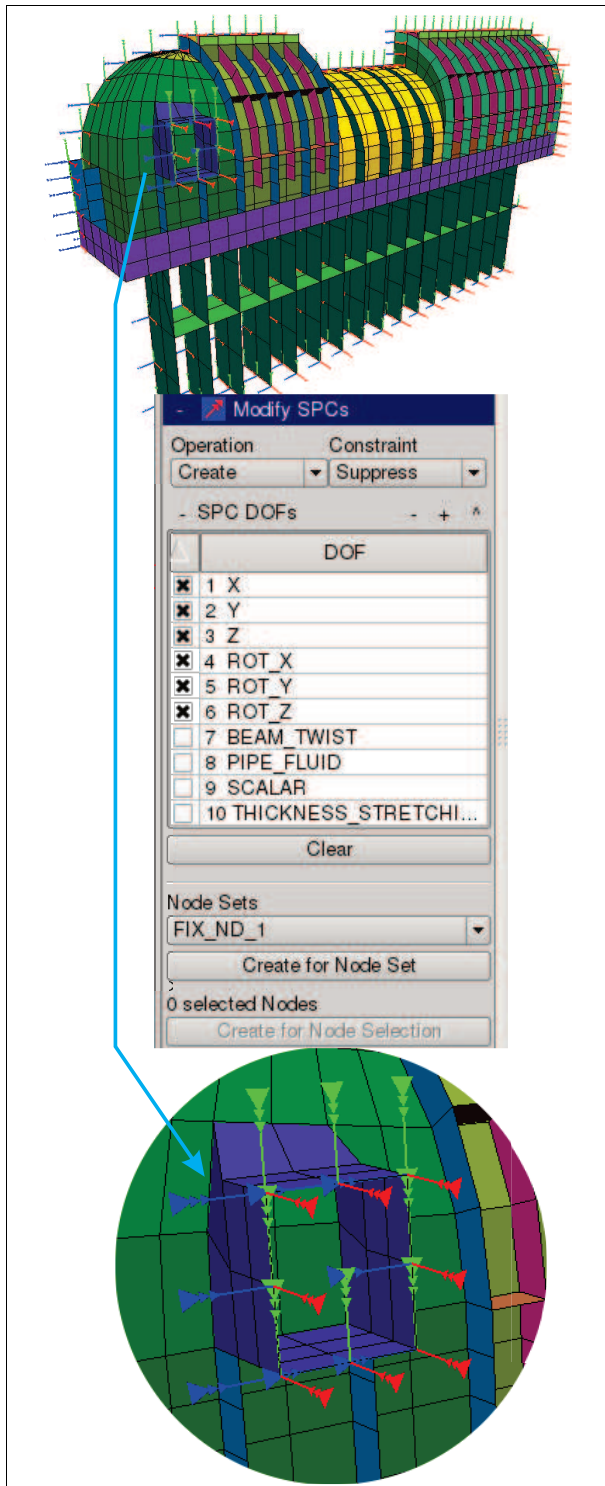 - Modify SPCs
Operation Constraint
Create Suppress
- SPC DOFs - + ^
DOF
1 X
2 Y
3 Z
4 ROT_X
5 ROT_Y
6 ROT_Z
7 BEAM_TWIST
8 PIPE_FLUID
9 SCALAR
10 THICKNESS_STRETCHI...
Clear
Node Sets
FIX_ND_1
Create for Node Set
0 selected Nodes
Create for Node Selection